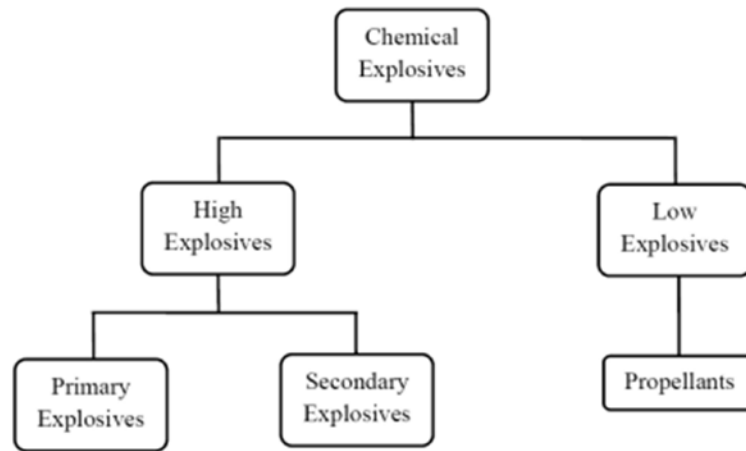 Chemical
Explosives
High
Explosives
Low
Explosives
Primary
Explosives
Secondary
Explosives
Propellants